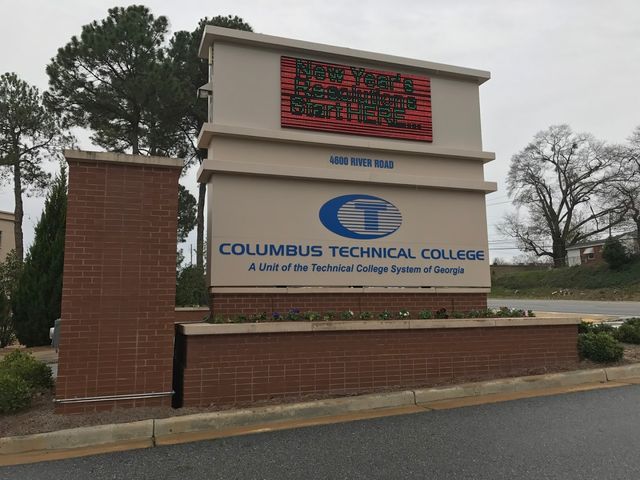 New Year's
Resolutions
Start HERE
4600 RIVER ROAD
CT
COLUMBUS TECHNICAL COLLEGE
A Unit of the Technical College System of Georgia